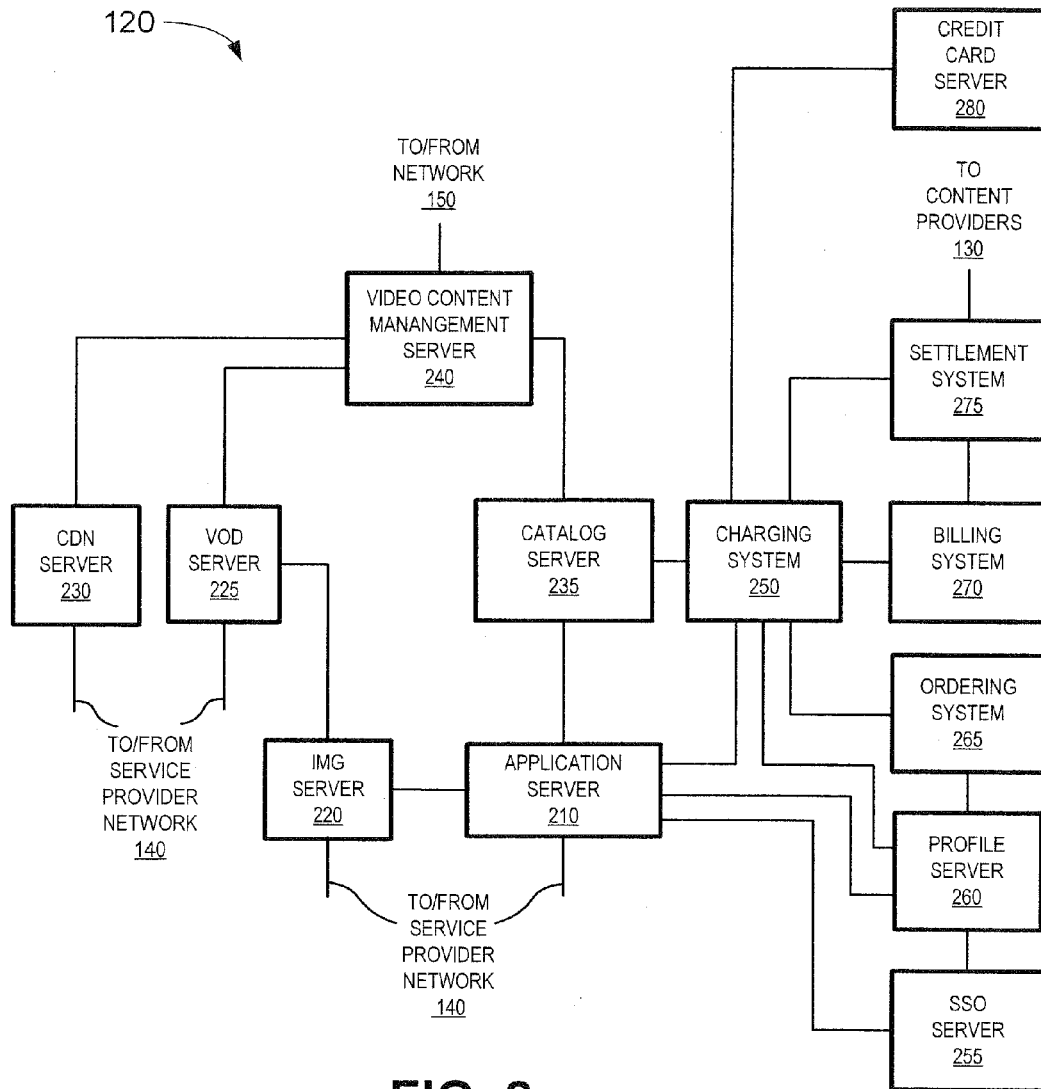 120
CREDIT
CARD
SERVER
280
TO/FROM
NETWORK
150
TO
CONTENT
PROVIDERS
130
VIDEO CONTENT
MANANGEMENT
SERVER
240
SETTLEMENT
SYSTEM
275
CDN
SERVER
230
VOD
SERVER
225
CATALOG
SERVER
235
CHARGING
SYSTEM
250
BILLING
SYSTEM
270
ORDERING
SYSTEM
265
TO/FROM
SERVICE
PROVIDER
NETWORK
140
IMG
SERVER
220
APPLICATION
SERVER
210
PROFILE
SERVER
260
TO/FROM
SERVICE
PROVIDER
NETWORK
140
SSO
SERVER
255